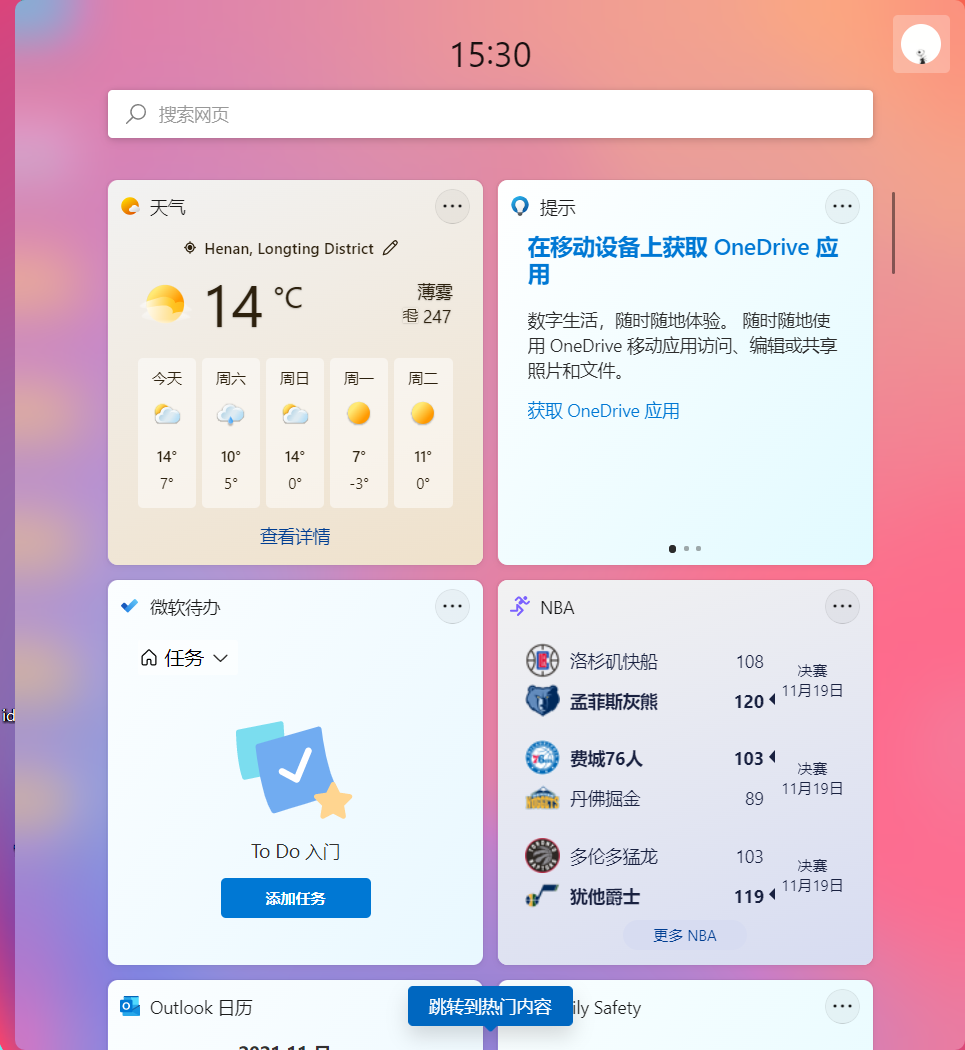 15:30
搜索网页
天气
Henan, Longting District
14 °C
薄雾
247
今天 周六 周日 周一 周二
14° 10° 14° 7° 11°
7° 5° 0° -3° 0°
查看详情
提示
在移动设备上获取 OneDrive 应
用
数字生活，随时随地体验。 随时随地使
用 OneDrive 移动应用访问、编辑或共享
照片和文件。
获取 OneDrive 应用
微软待办
任务
To Do 入门
添加任务
NBA
洛杉矶快船 108
孟菲斯灰熊 120
决赛
11月19日
费城76人 103
丹佛掘金 89
决赛
11月19日
多伦多猛龙 103
犹他爵士 119
决赛
11月19日
更多 NBA
id
Outlook 日历
跳转到热门内容
ily Safety
2021 11 月